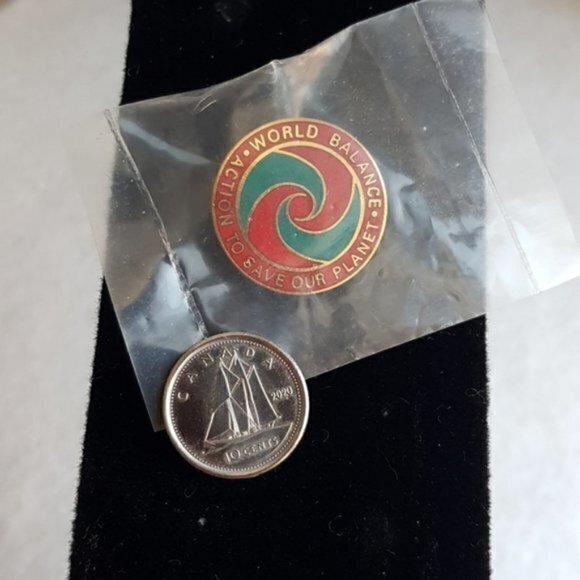 • WORLD BALANCE •
ACTION TO SAVE OUR PLANET
CANADA
2020
10 CENTS